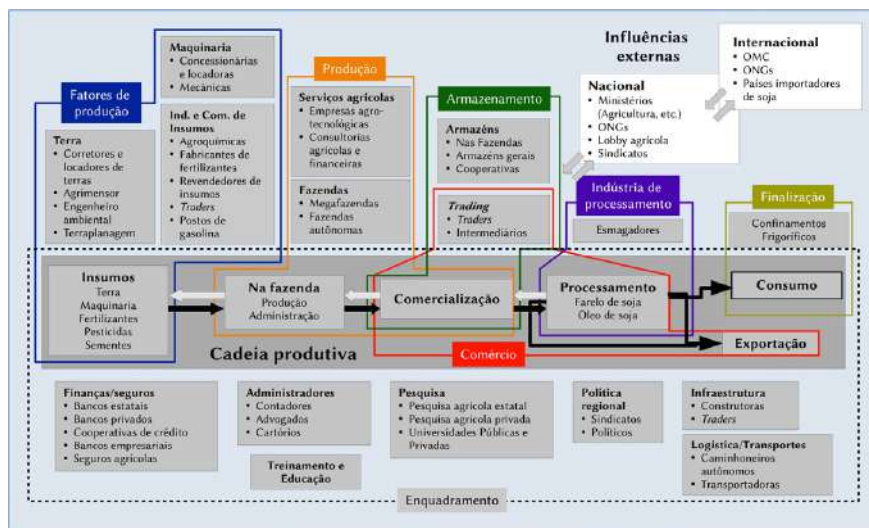 Influências
externas
Internacional
• OMC
• ONGs
• Países importadores
de soja
Nacional
• Ministérios
(Agricultura, etc.)
• ONGs
• Lobby agrícola
• Sindicatos
Fatores de
produção
Maquinaria
• Concessionárias
e locadoras
• Mecânicas
Terra
• Corretores e
locadores de
terras
• Agrimensor
• Engenheiro
ambiental
• Terraplanagem
Ind. e Com. de
Insumos
• Agroquímicas
• Fabricantes de
fertilizantes
• Revendedores de
insumos
• Traders
• Postos de
gasolina
Produção
Serviços agrícolas
• Empresas agro-
tecnológicas
• Consultorias
agrícolas e
financeiras
Fazendas
• Megafazendas
• Fazendas
autônomas
Armazenamento
Armazéns
• Nas Fazendas
• Armazéns gerais
• Cooperativas
Trading
• Traders
• Intermediários
Indústria de
processamento
Esmagadores
Finalização
Confinamentos
Frigoríficos
Insumos
Terra
Maquinaria
Fertilizantes
Pesticidas
Sementes
Na fazenda
Produção
Administração
Comercialização
Processamento
Farelo de soja
Óleo de soja
Consumo
Exportação
Cadeia produtiva
Comércio
Finanças/seguros
• Bancos estatais
• Bancos privados
• Cooperativas de crédito
• Bancos empresariais
• Seguros agrícolas
Administradores
• Contadores
• Advogados
• Cartórios
Treinamento e
Educação
Pesquisa
• Pesquisa agrícola estatal
• Pesquisa agrícola privada
• Universidades Públicas e
Privadas
Política
regional
• Sindicatos
• Políticos
Infraestrutura
• Construtoras
• Traders
Logística/Transportes
• Caminhoneiros
autônomos
• Transportadoras
Enquadramento